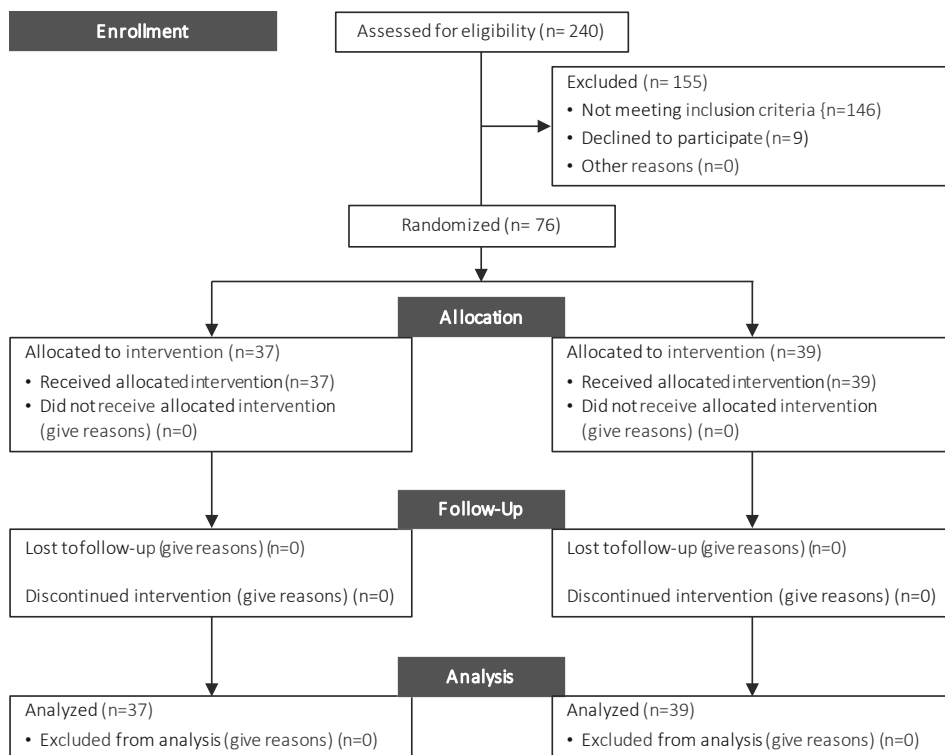 Enrollment
Assessed for eligibility (n= 240)
Excluded (n= 155)
• Not meeting inclusion criteria {n=146)
• Declined to participate (n=9)
• Other reasons (n=0)
Randomized (n= 76)
Allocation
Allocated to intervention (n=37)
• Received allocated intervention (n=37)
• Did not receive allocated intervention
(give reasons) (n=0)
Allocated to intervention (n=39)
• Received allocated intervention (n=39)
• Did not receive allocated intervention
(give reasons) (n=0)
Follow-Up
Lost to follow-up (give reasons) (n=0)
Discontinued intervention (give reasons) (n=0)
Lost to follow-up (give reasons) (n=0)
Discontinued intervention (give reasons) (n=0)
Analysis
Analyzed (n=37)
• Excluded from analysis (give reasons) (n=0)
Analyzed (n=39)
• Excluded from analysis (give reasons) (n=0)